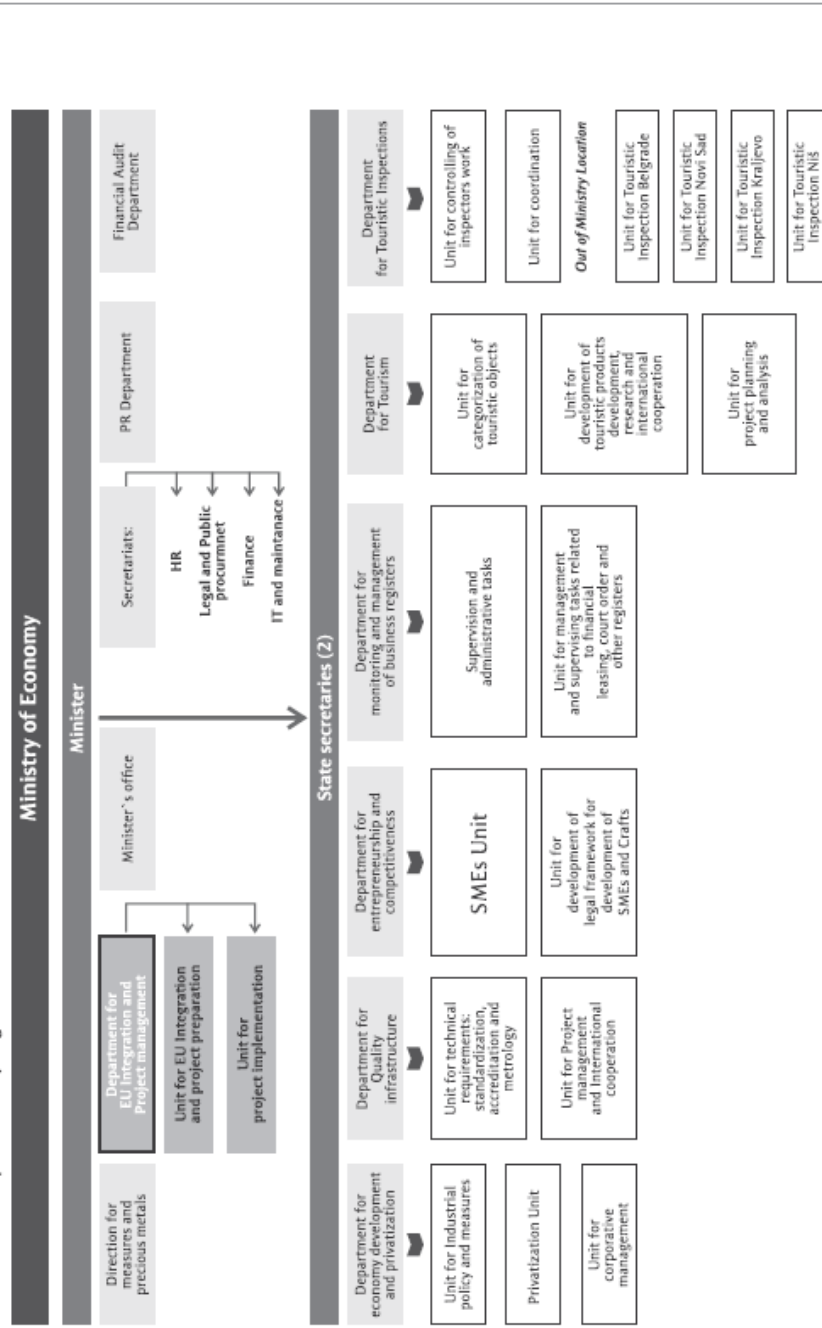 Ministry of Economy
Minister
Direction for
measures and
precious metals
Department for
EU Integration and
Project management
Unit for EU Integration
and project preparation
Unit for
project implementation
Minister`s office
Secretariats:
HR
Legal and Public
procurmnet
Finance
IT and maintanace
PR Department
Financial Audit
Department
State secretaries (2)
Department for
economy development
and privatization
Unit for Industrial
policy and measures
Privatization Unit
Unit for
corporative
management
Department for
Quality
infrastructure
Unit for technical
requirements:
standardization,
accreditation and
metrology
Unit for Project
management
and International
cooperation
Department for
entrepreneurship and
competitiveness
SMEs Unit
Unit for
development of
legal framework for
development of
SMEs and Crafts
Department for
monitoring and management
of business registers
Supervision and
administrative tasks
Unit for management
and supervising tasks related
to financial
leasing, court order and
other registers
Department
for Tourism
Unit for
categorization of
touristic objects
Unit for
development of
touristic products
development,
research and
international
cooperation
Unit for
project planning
and analysis
Department
for Touristic Inspections
Unit for controlling of
inspectors work
Unit for coordination
Out of Ministry Location
Unit for Touristic
Inspection Belgrade
Unit for Touristic
Inspection Novi Sad
Unit for Touristic
Inspection Kraljevo
Unit for Touristic
Inspection Niš